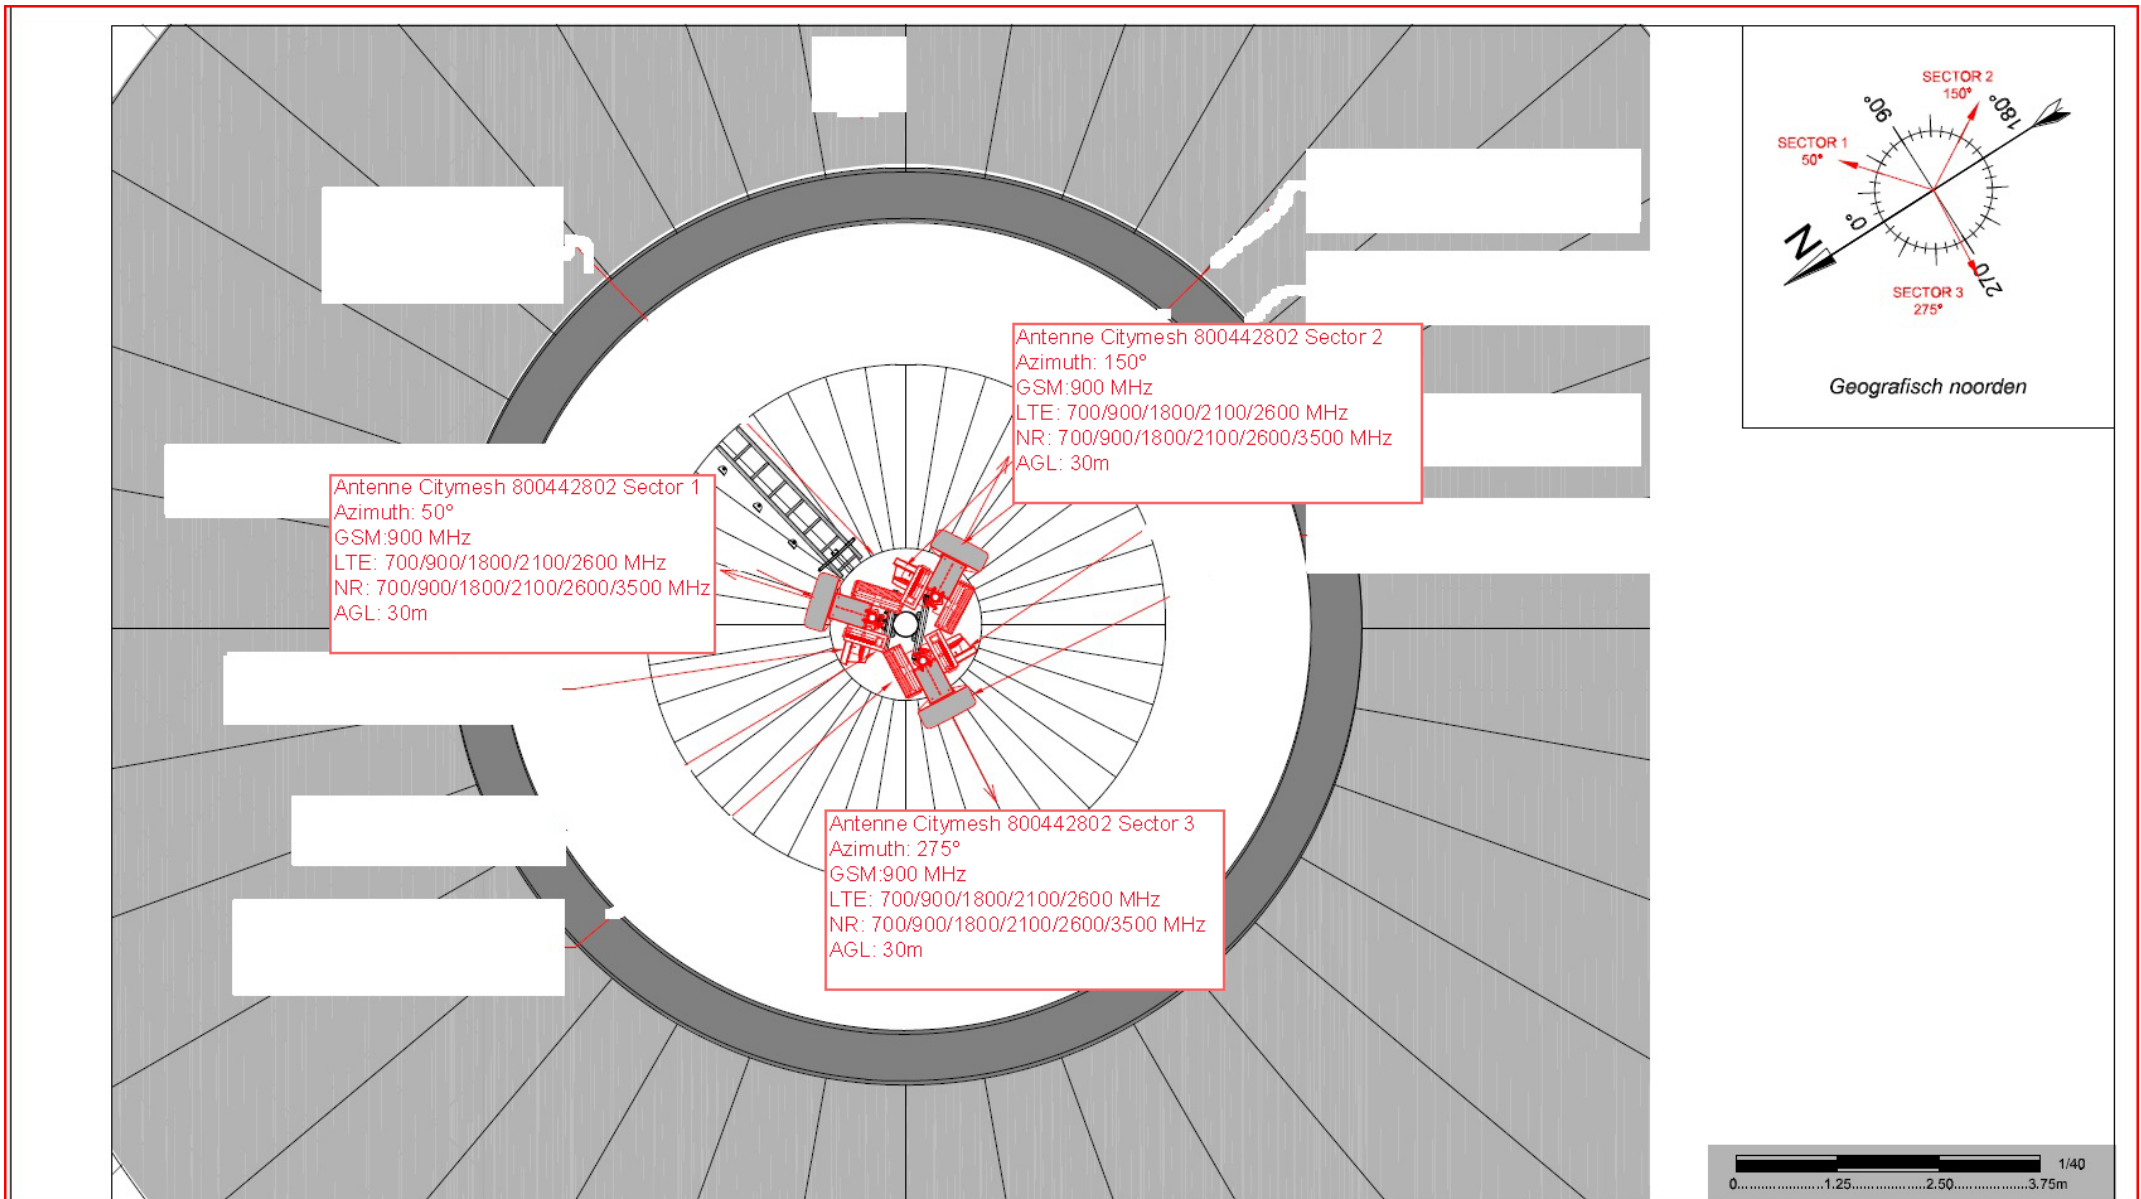 SECTOR 2
150°
90°
180°
SECTOR 1
50°
0°
N
270
SECTOR 3
275°
Geografisch noorden
Antenne Citymesh 800442802 Sector 2
Azimuth: 150°
GSM:900 MHz
LTE: 700/900/1800/2100/2600 MHz
NR: 700/900/1800/2100/2600/3500 MHz
AGL: 30m
Antenne Citymesh 800442802 Sector 1
Azimuth: 50°
GSM:900 MHz
LTE: 700/900/1800/2100/2600 MHz
NR: 700/900/1800/2100/2600/3500 MHz
AGL: 30m
Antenne Citymesh 800442802 Sector 3
Azimuth: 275°
GSM:900 MHz
LTE: 700/900/1800/2100/2600 MHz
NR: 700/900/1800/2100/2600/3500 MHz
AGL: 30m
1/40
0..................1.25..................2.50..................3.75m